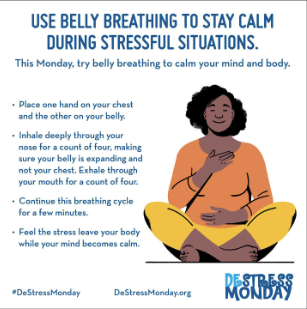 USE BELLY BREATHING TO STAY CALM
DURING STRESSFUL SITUATIONS.
This Monday, try belly breathing to calm your mind and body.
• Place one hand on your chest
and the other on your belly.
• Inhale deeply through your
nose for a count of four, making
sure your belly is expanding and
not your chest. Exhale through
your mouth for a count of four.
• Continue this breathing cycle
for a few minutes.
• Feel the stress leave your body
while your mind becomes calm.
#DeStressMonday
DeStressMonday.org
DESTRESS
MONDAY